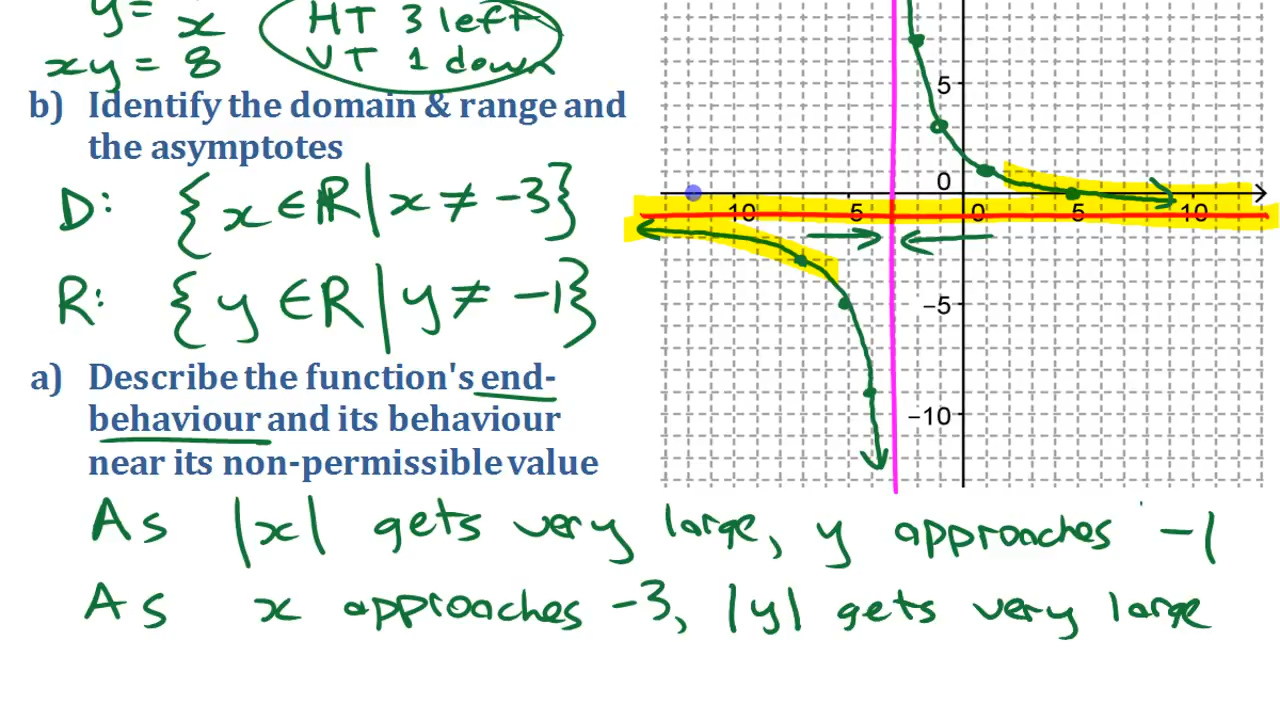 y = 8/x
xy = 8
HT 3 left
VT 1 down
b) Identify the domain & range and
the asymptotes
D: {x ∈ R | x ≠ -3}
R: {y ∈ R | y ≠ -1}
a) Describe the function's end-
behaviour and its behaviour
near its non-permissible value
As |x| gets very large, y approaches -1
As x approaches -3, |y| gets very large
5
0
10 5 0 5 10
−5
−10